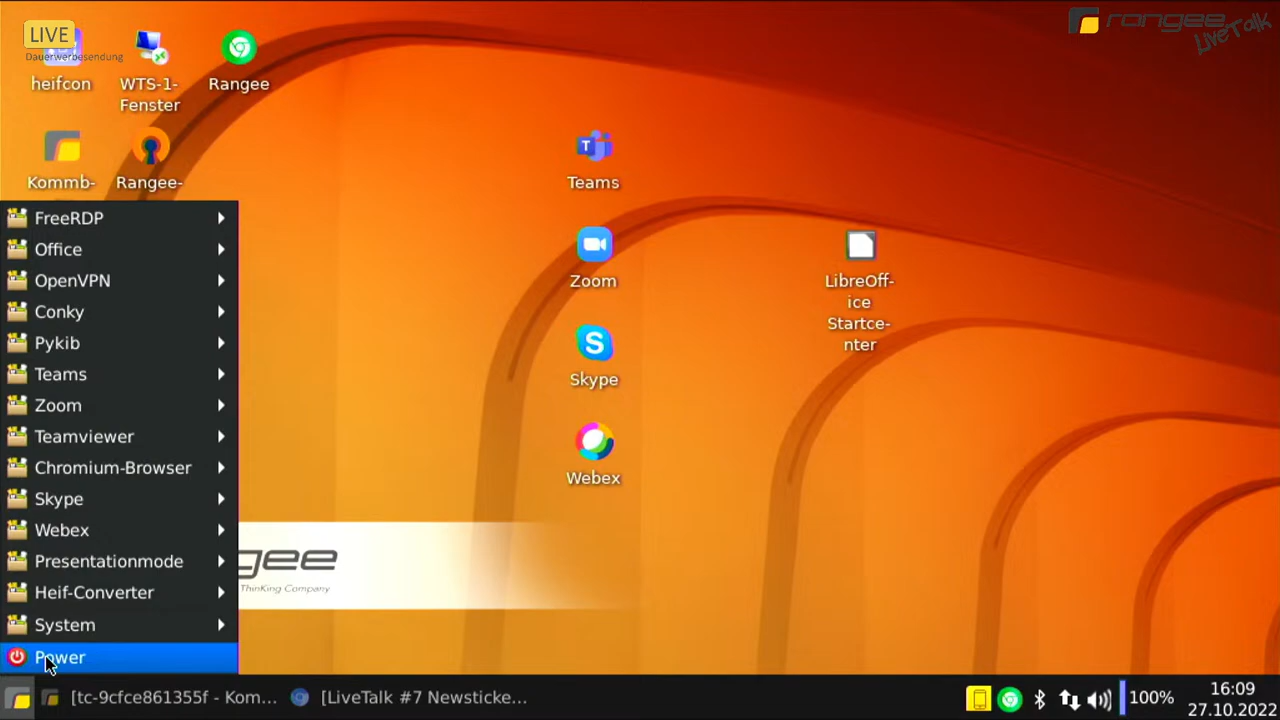 LIVE
Dauerwerbesendung
rangee
LiveTalk
heifcon
WTS-1-
Fenster
Rangee
Kommb-
Rangee-
Teams
Zoom
Skype
Webex
LibreOff-
ice
Startce-
nter
FreeRDP
Office
OpenVPN
Conky
Pykib
Teams
Zoom
Teamviewer
Chromium-Browser
Skype
Webex
Presentationmode
Heif-Converter
System
Power
gee
ThinKing Company
[tc-9cfce861355f - Kom...
[LiveTalk #7 Newsticke...
100%
16:09
27.10.2022